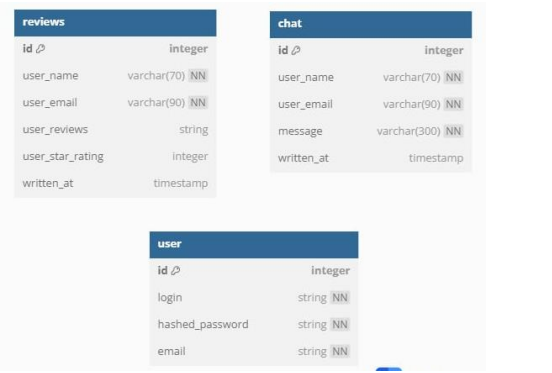 reviews
id integer
user_name varchar(70) NN
user_email varchar(90) NN
user_reviews string
user_star_rating integer
written_at timestamp
chat
id integer
user_name varchar(70) NN
user_email varchar(90) NN
message varchar(300) NN
written_at timestamp
user
id integer
login string NN
hashed_password string NN
email string NN